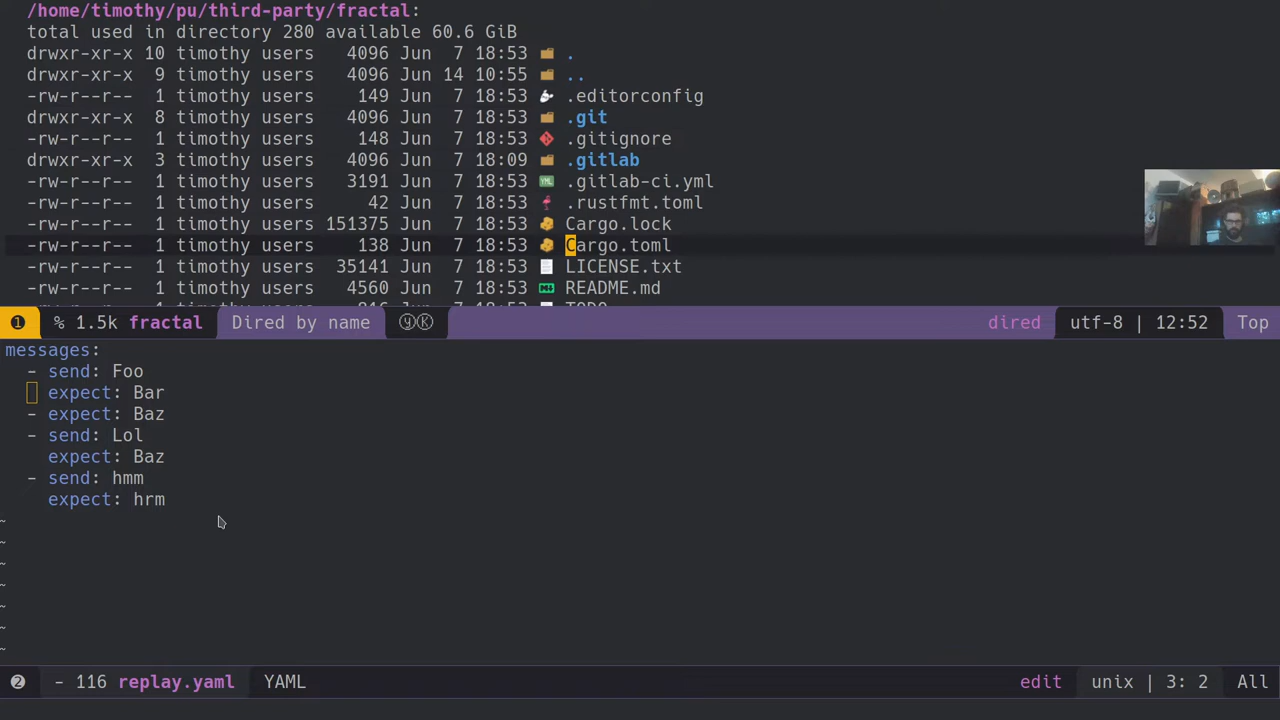 /home/timothy/pu/third-party/fractal:
total used in directory 280 available 60.6 GiB
drwxr-xr-x 10 timothy users 4096 Jun 7 18:53 .
drwxr-xr-x 9 timothy users 4096 Jun 14 10:55 ..
-rw-r--r-- 1 timothy users 149 Jun 7 18:53 .editorconfig
drwxr-xr-x 8 timothy users 4096 Jun 7 18:53 .git
-rw-r--r-- 1 timothy users 148 Jun 7 18:53 .gitignore
drwxr-xr-x 3 timothy users 4096 Jun 7 18:09 .gitlab
-rw-r--r-- 1 timothy users 3191 Jun 7 18:53 .gitlab-ci.yml
-rw-r--r-- 1 timothy users 42 Jun 7 18:53 .rustfmt.toml
-rw-r--r-- 1 timothy users 151375 Jun 7 18:53 Cargo.lock
-rw-r--r-- 1 timothy users 138 Jun 7 18:53 Cargo.toml
-rw-r--r-- 1 timothy users 35141 Jun 7 18:53 LICENSE.txt
-rw-r--r-- 1 timothy users 4560 Jun 7 18:53 README.md
❶ % 1.5k fractal Dired by name ⓨⓀ dired utf-8 | 12:52 Top
messages:
- send: Foo
expect: Bar
- expect: Baz
- send: Lol
expect: Baz
- send: hmm
expect: hrm
~
~
~
~
~
~
~
❷ - 116 replay.yaml YAML edit unix | 3: 2 All